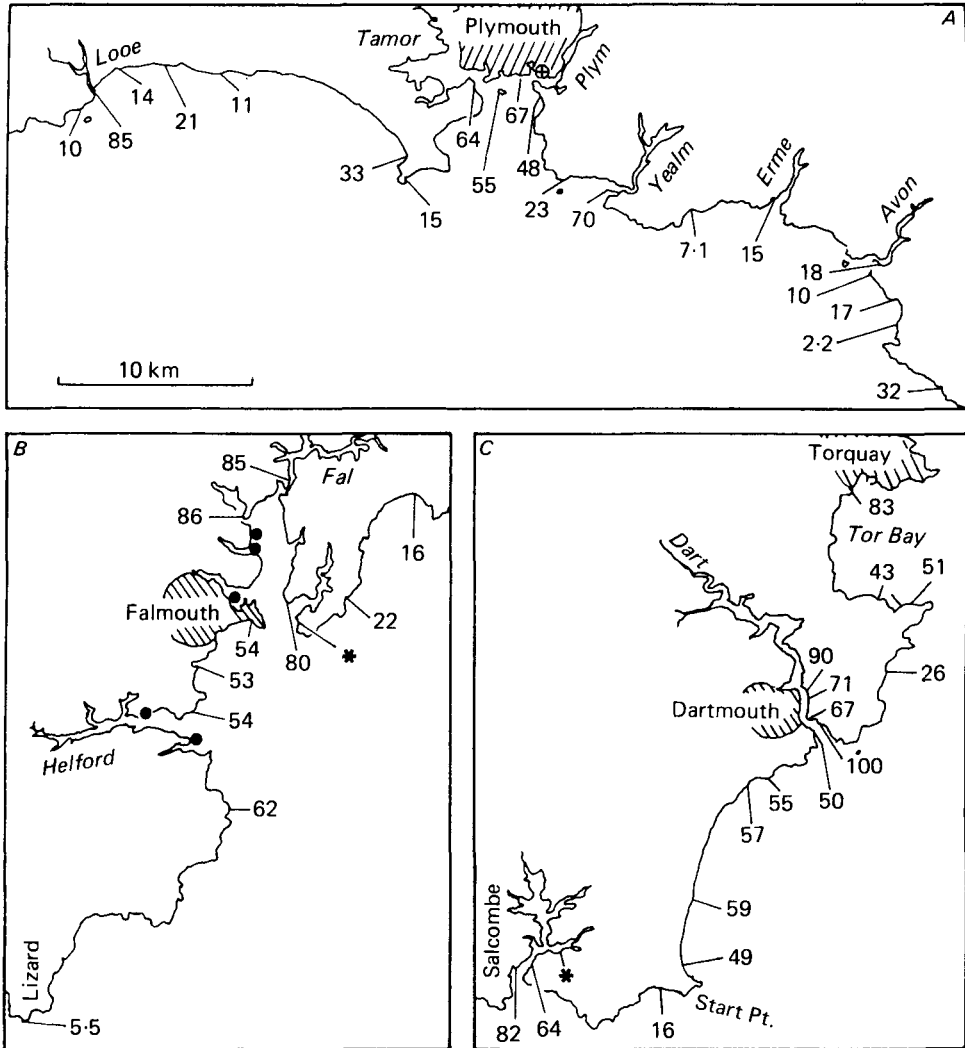 A
Plymouth
Tamor
Looe
Plym
14
21
11
10
85
64
67
55
48
33
15
23
70
Yealm
Erme
Avon
7·1
15
18
10
17
2·2
32
10 km
B
85
Fal
86
16
Falmouth
54
80
22
*
53
54
Helford
62
Lizard
5·5
C
Torquay
83
Tor Bay
Dart
43
51
90
71
67
26
Dartmouth
100
50
55
57
59
49
Salcombe
*
82
64
16
Start Pt.